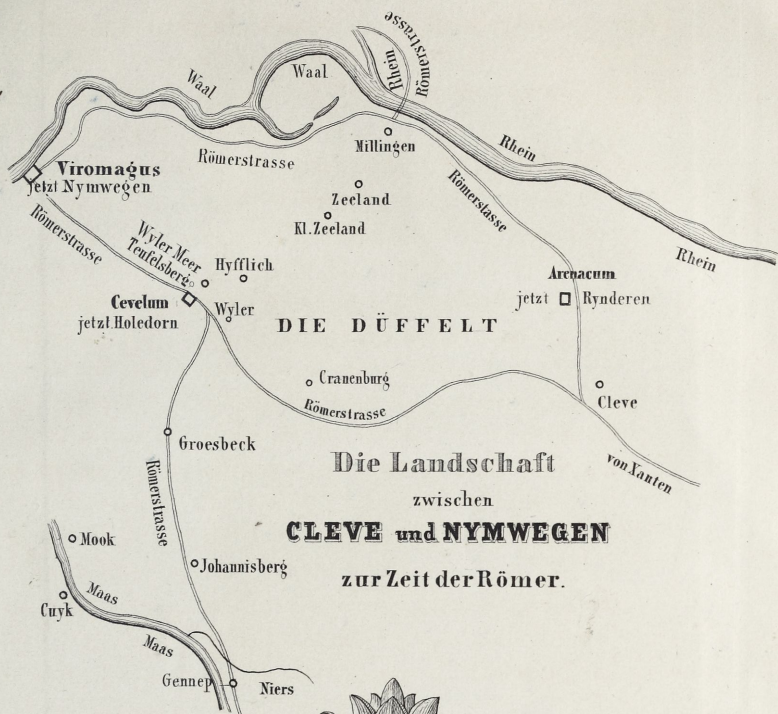 Römerstrasse
Rhein
Waal
Waal
Römerstrasse
Millingen
Rhein
Viromagus
jetzt Nymwegen
Zeeland
Kl. Zeeland
Römerstasse
Römerstrasse
Wyler Meer
Teufelsberg
Hyfflich
Rhein
Arenacum
jetzt Rynderen
Cevelum
jetzt Holedorn
Wyler
DIE DÜFFELT
Cranenburg
Cleve
Römerstrasse
Groesbeck
von Xanten
Römerstrasse
Die Landschaft
zwischen
CLEVE und NYMWEGEN
zur Zeit der Römer.
Mook
Johannisberg
Cuyk
Maas
Maas
Gennep
Niers